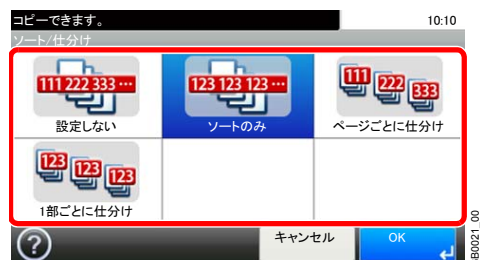 コピーできます。
10:10
ソート/仕分け
111 222 333 ･･･
123 123 123 ･･･
111 222 333
設定しない
ソートのみ
ページごとに仕分け
123 123 123
1部ごとに仕分け
?
キャンセル
OK
B0021_00